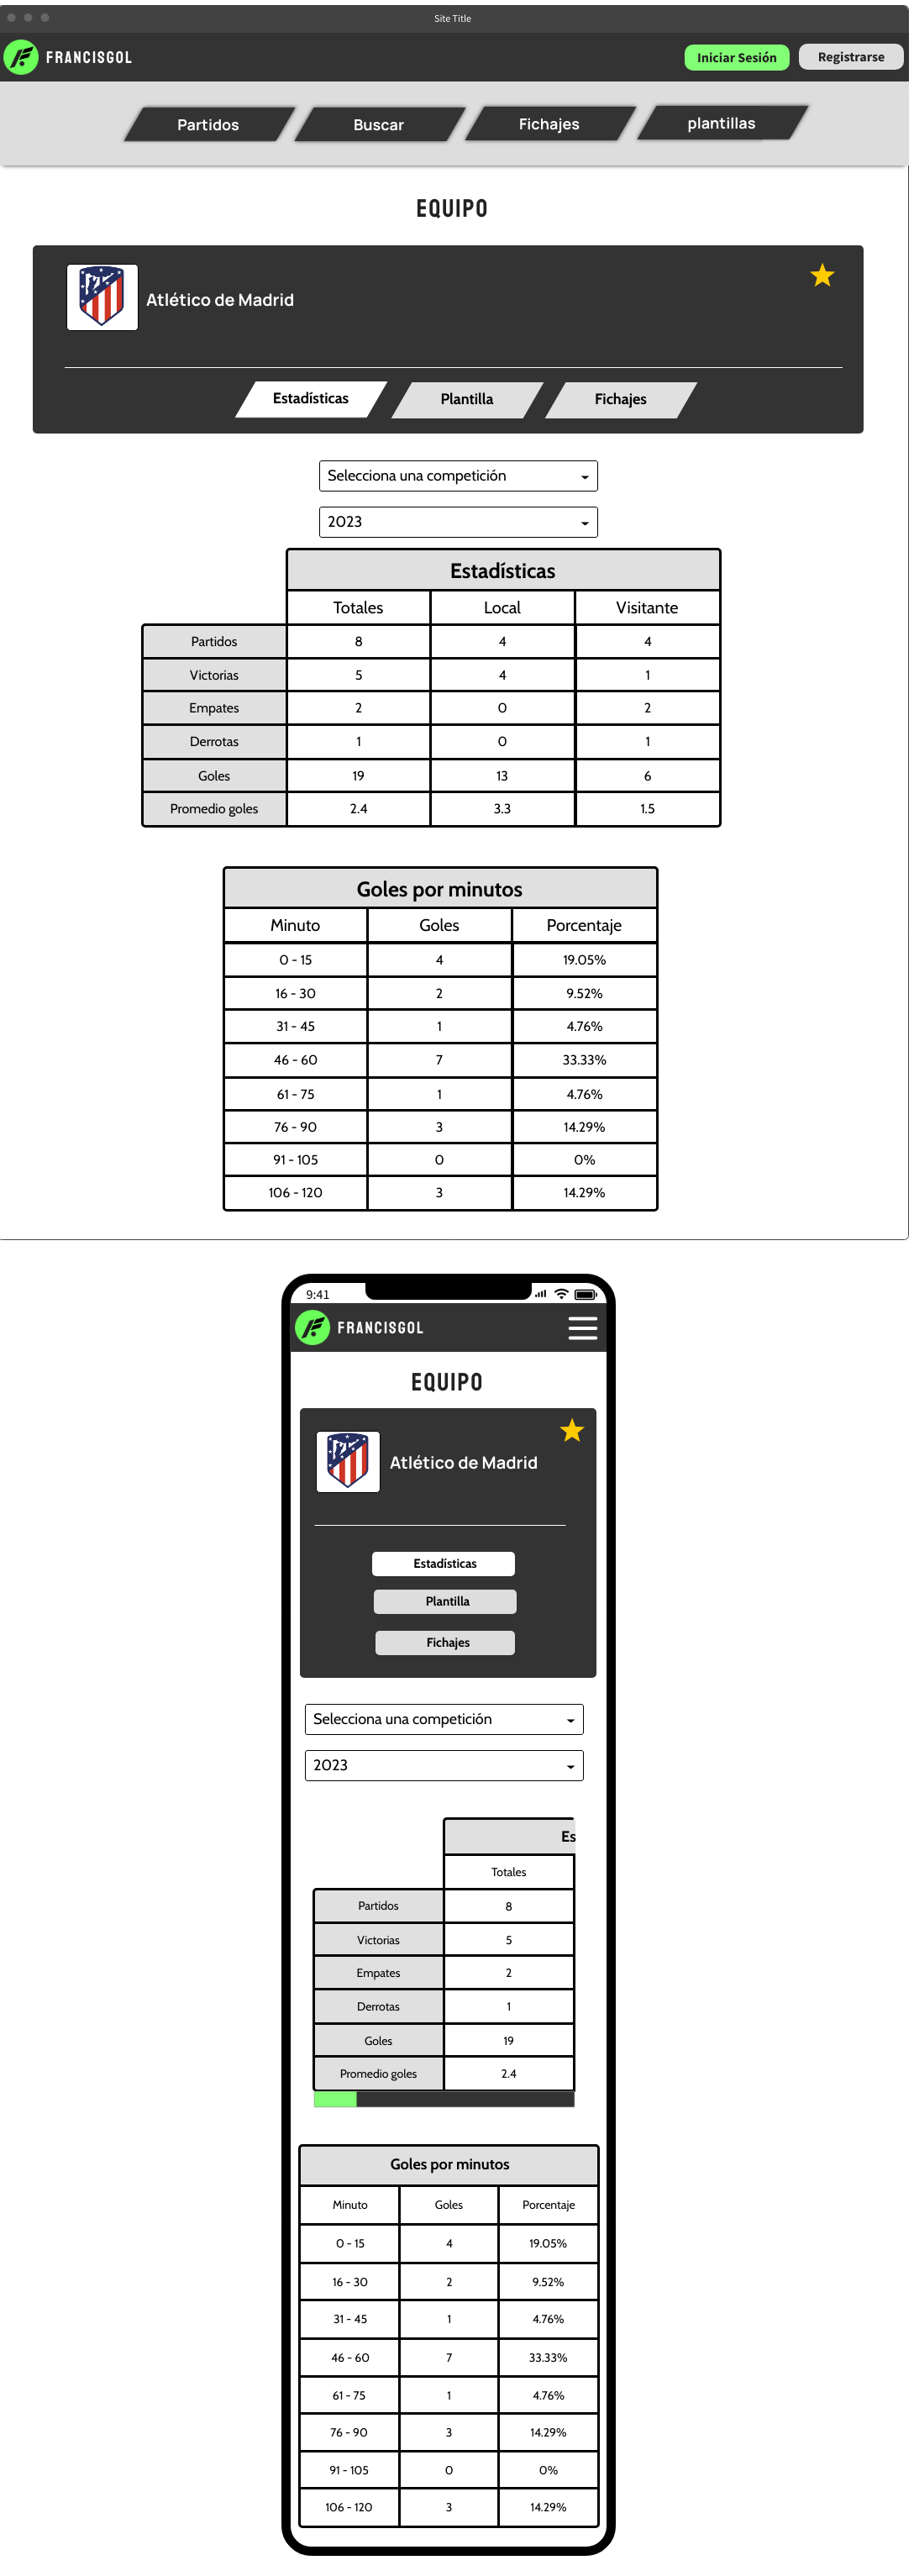 Site Title
FRANCISGOL
Iniciar Sesión Registrarse
Partidos Buscar Fichajes plantillas
EQUIPO
Atlético de Madrid
Estadísticas Plantilla Fichajes
Selecciona una competición
2023
Estadísticas
Totales Local Visitante
Partidos 8 4 4
Victorias 5 4 1
Empates 2 0 2
Derrotas 1 0 1
Goles 19 13 6
Promedio goles 2.4 3.3 1.5
Goles por minutos
Minuto Goles Porcentaje
0 - 15 4 19.05%
16 - 30 2 9.52%
31 - 45 1 4.76%
46 - 60 7 33.33%
61 - 75 1 4.76%
76 - 90 3 14.29%
91 - 105 0 0%
106 - 120 3 14.29%
9:41
FRANCISGOL
EQUIPO
Atlético de Madrid
Estadísticas
Plantilla
Fichajes
Selecciona una competición
2023
Es
Totales
Partidos 8
Victorias 5
Empates 2
Derrotas 1
Goles 19
Promedio goles 2.4
Goles por minutos
Minuto Goles Porcentaje
0 - 15 4 19.05%
16 - 30 2 9.52%
31 - 45 1 4.76%
46 - 60 7 33.33%
61 - 75 1 4.76%
76 - 90 3 14.29%
91 - 105 0 0%
106 - 120 3 14.29%